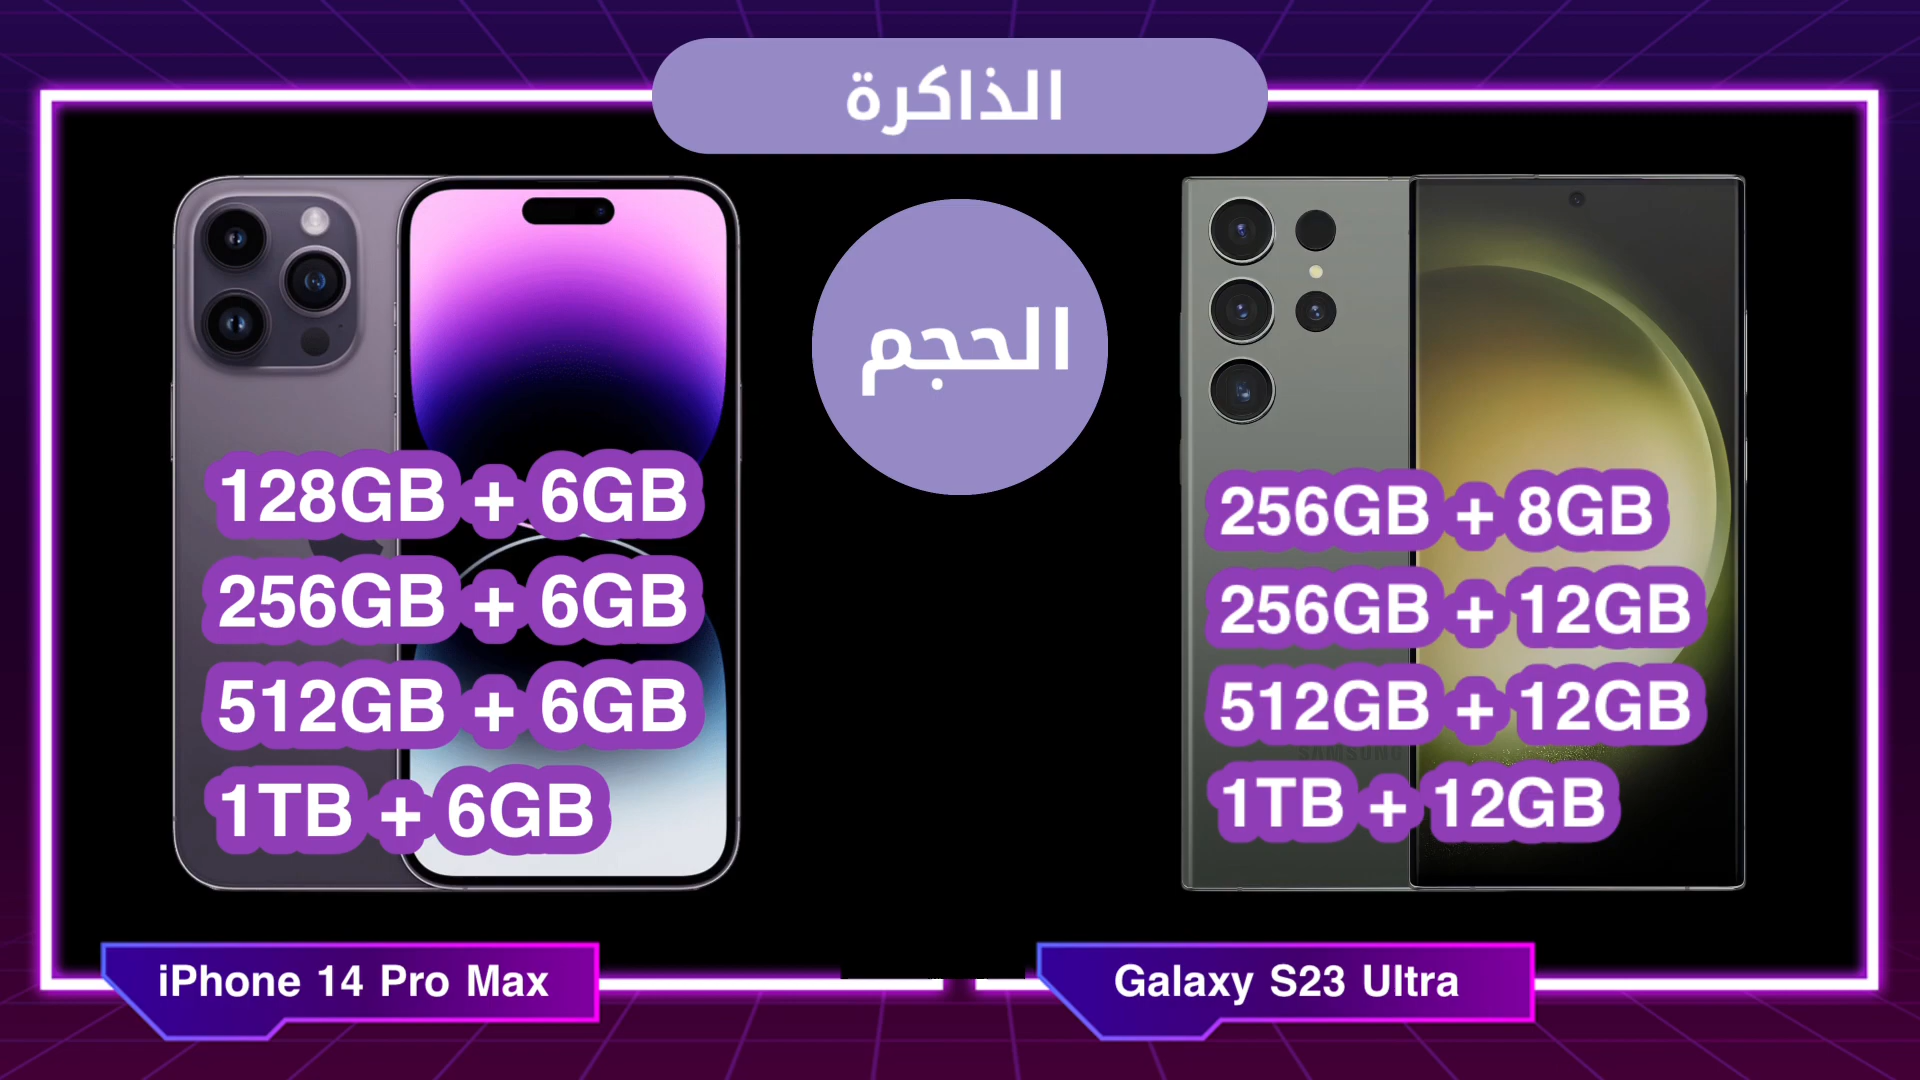 الذاكرة
الحجم
128GB + 6GB
256GB + 6GB
512GB + 6GB
1TB + 6GB
256GB + 8GB
256GB + 12GB
512GB + 12GB
SAMSUNG
1TB + 12GB
iPhone 14 Pro Max
Galaxy S23 Ultra